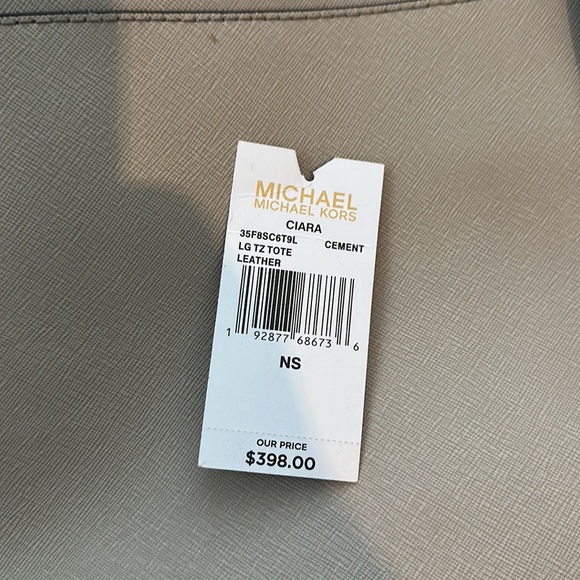 MICHAEL
MICHAEL KORS
CIARA
35F8SC6T9L CEMENT
LG TZ TOTE
LEATHER
1 92877 68673 6
NS
OUR PRICE
$398.00